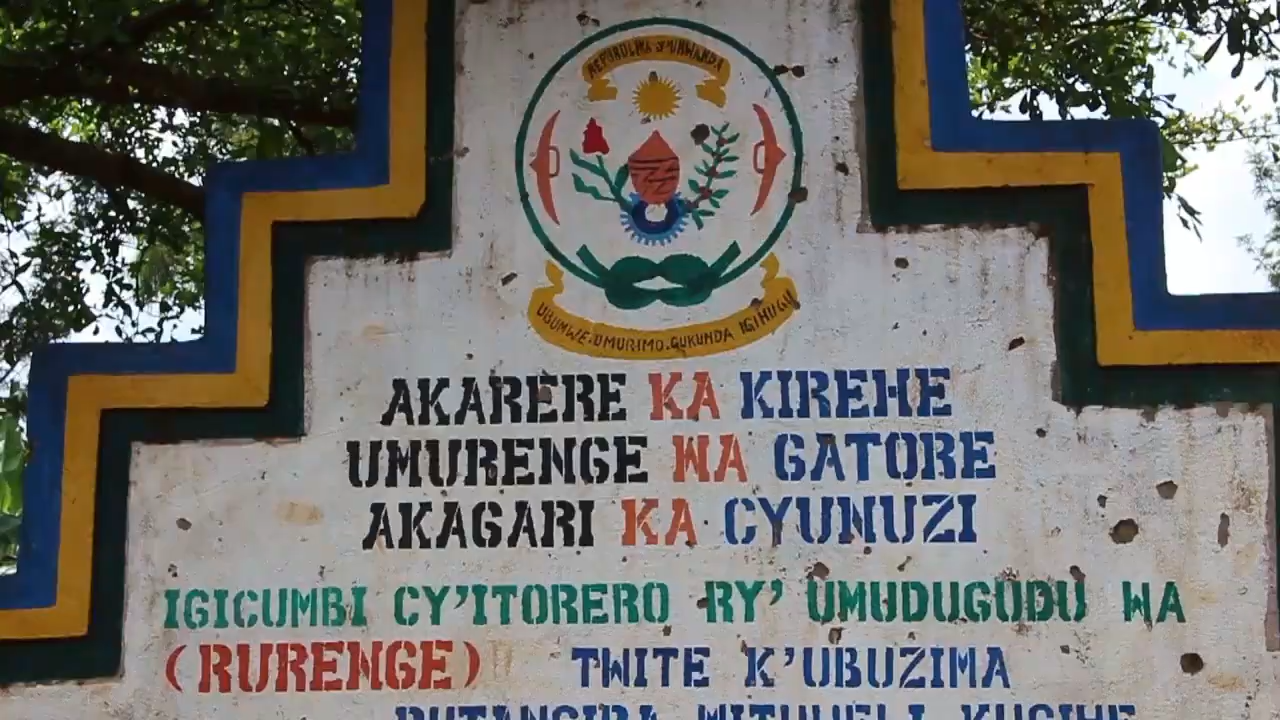 REPUBULIKA Y'U RWANDA
UBUMWE.UMURIMO.GUKUNDA IGIHUGU
AKARERE KA KIREHE
UMURENGE WA GATORE
AKAGARI KA CYUNUZI
IGICUMBI CY'ITORERO RY' UMUDUGUDU WA
(RURENGE) TWITE K'UBUZIMA